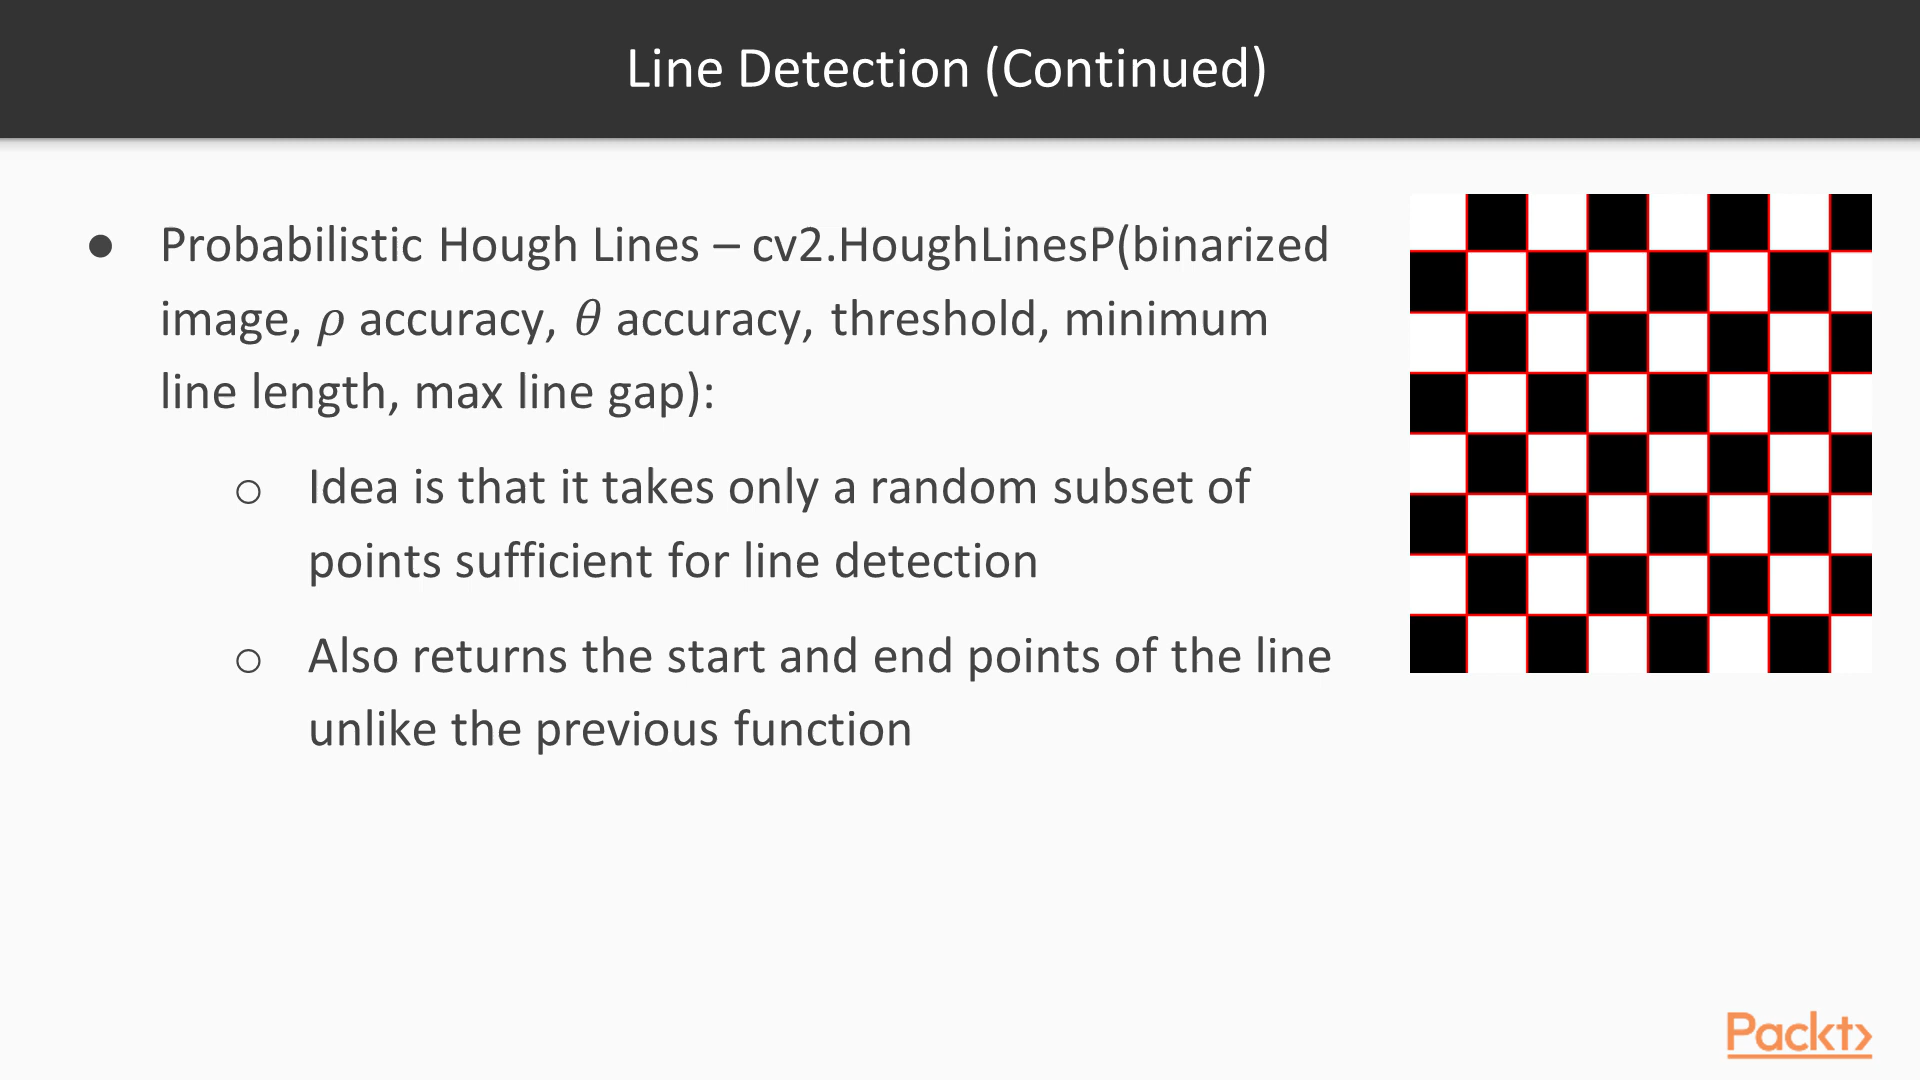 Line Detection (Continued)
● Probabilistic Hough Lines – cv2.HoughLinesP(binarized
image, ρ accuracy, θ accuracy, threshold, minimum
line length, max line gap):
○ Idea is that it takes only a random subset of
points sufficient for line detection
○ Also returns the start and end points of the line
unlike the previous function
Packt>